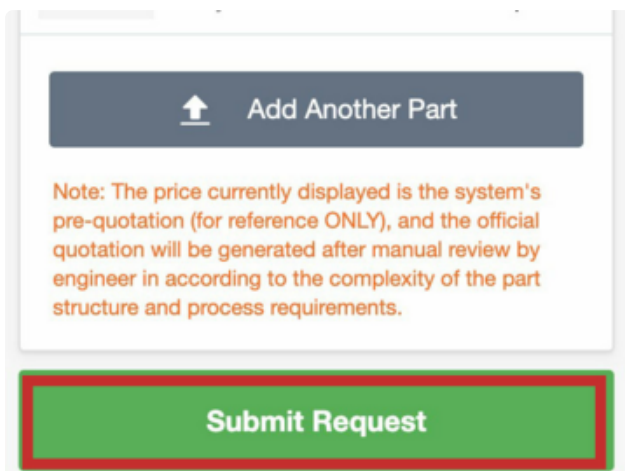 Add Another Part
Note: The price currently displayed is the system's
pre-quotation (for reference ONLY), and the official
quotation will be generated after manual review by
engineer in according to the complexity of the part
structure and process requirements.
Submit Request